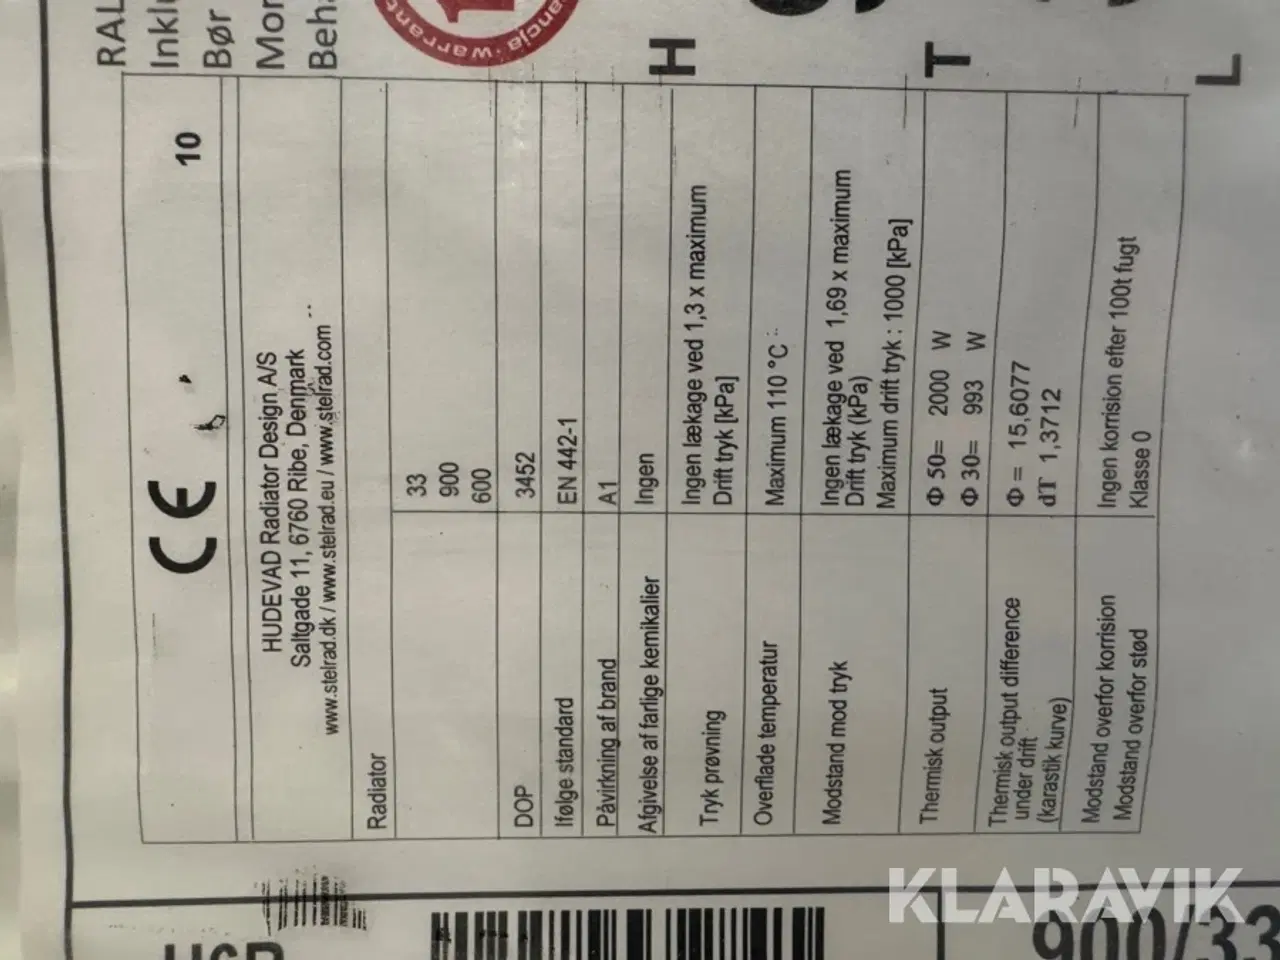 RAL
Inklu
Bør
Mon
Beha
ancja · warrant
H
T
L
CE
10
HUDEVAD Radiator Design A/S
Saltgade 11, 6760 Ribe, Denmark
www.stelrad.dk / www.stelrad.eu / www.stelrad.com
Radiator
33
900
600
DOP 3452
Ifølge standard EN 442-1
Påvirkning af brand A1
Afgivelse af farlige kemikalier Ingen
Tryk prøvning Ingen lækage ved 1,3 x maximum
Drift tryk [kPa]
Overflade temperatur Maximum 110 °C
Modstand mod tryk Ingen lækage ved 1,69 x maximum
Drift tryk (kPa)
Maximum drift tryk : 1000 [kPa]
Thermisk output Φ 50= 2000 W
Φ 30= 993 W
Thermisk output difference Φ = 15,6077
under drift dT 1,3712
(karastik kurve)
Modstand overfor korrision Ingen korrision efter 100t fugt
Modstand overfor stød Klasse 0
900/33
KLARAVIK